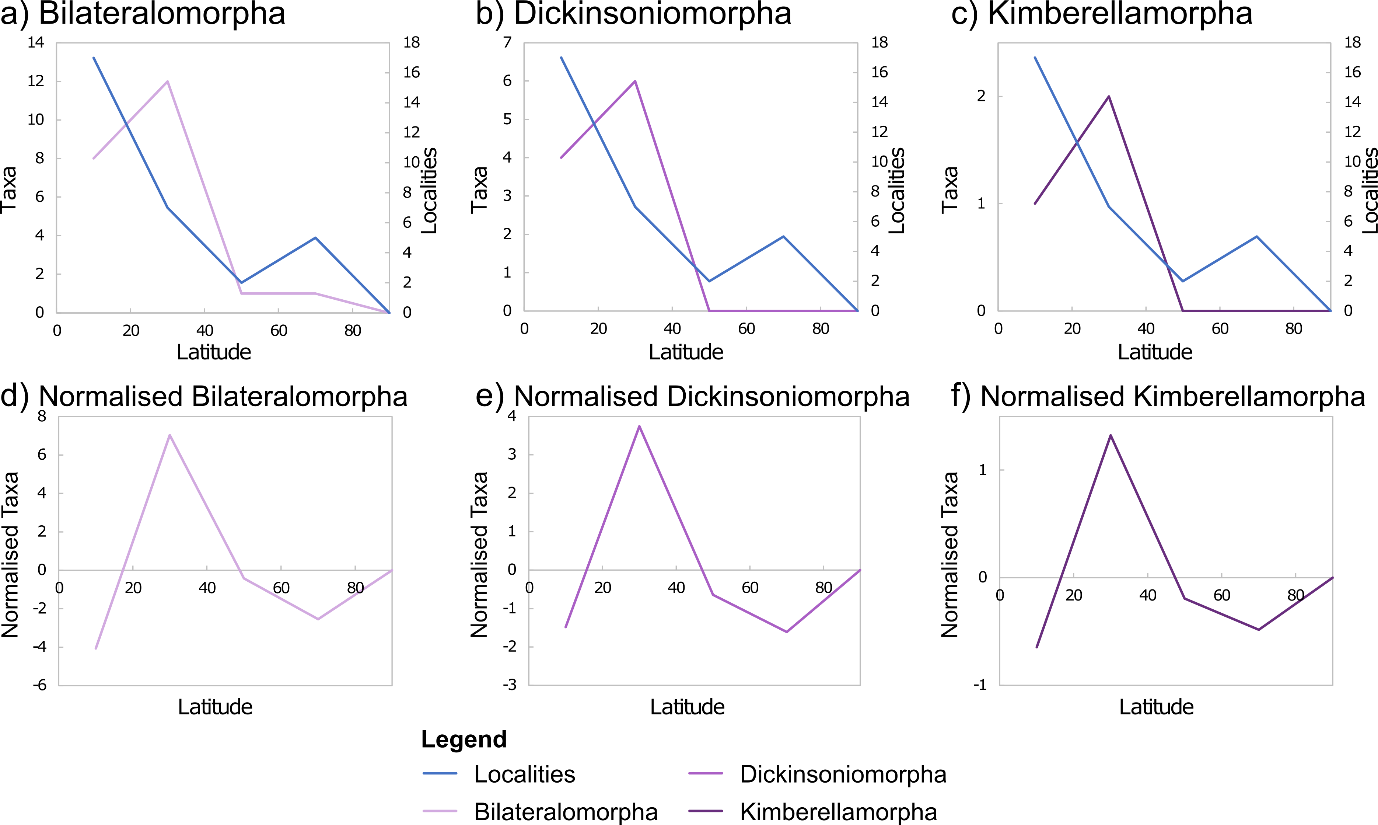 a) Bilateralomorpha
b) Dickinsoniomorpha
c) Kimberellamorpha
14
12
10
8
6
4
2
0
Taxa
18
16
14
12
10
8
6
4
2
0
Localities
0 20 40 60 80
Latitude
7
6
5
4
3
2
1
0
Taxa
18
16
14
12
10
8
6
4
2
0
Localities
0 20 40 60 80
Latitude
2
1
0
Taxa
18
16
14
12
10
8
6
4
2
0
Localities
0 20 40 60 80
Latitude
d) Normalised Bilateralomorpha
e) Normalised Dickinsoniomorpha
f) Normalised Kimberellamorpha
8
6
4
2
0
-2
-4
-6
Normalised Taxa
0 20 40 60 80
Latitude
4
3
2
1
0
-1
-2
-3
Normalised Taxa
0 20 40 60 80
Latitude
1
0
-1
Normalised Taxa
0 20 40 60 80
Latitude
Legend
Localities
Dickinsoniomorpha
Bilateralomorpha
Kimberellamorpha